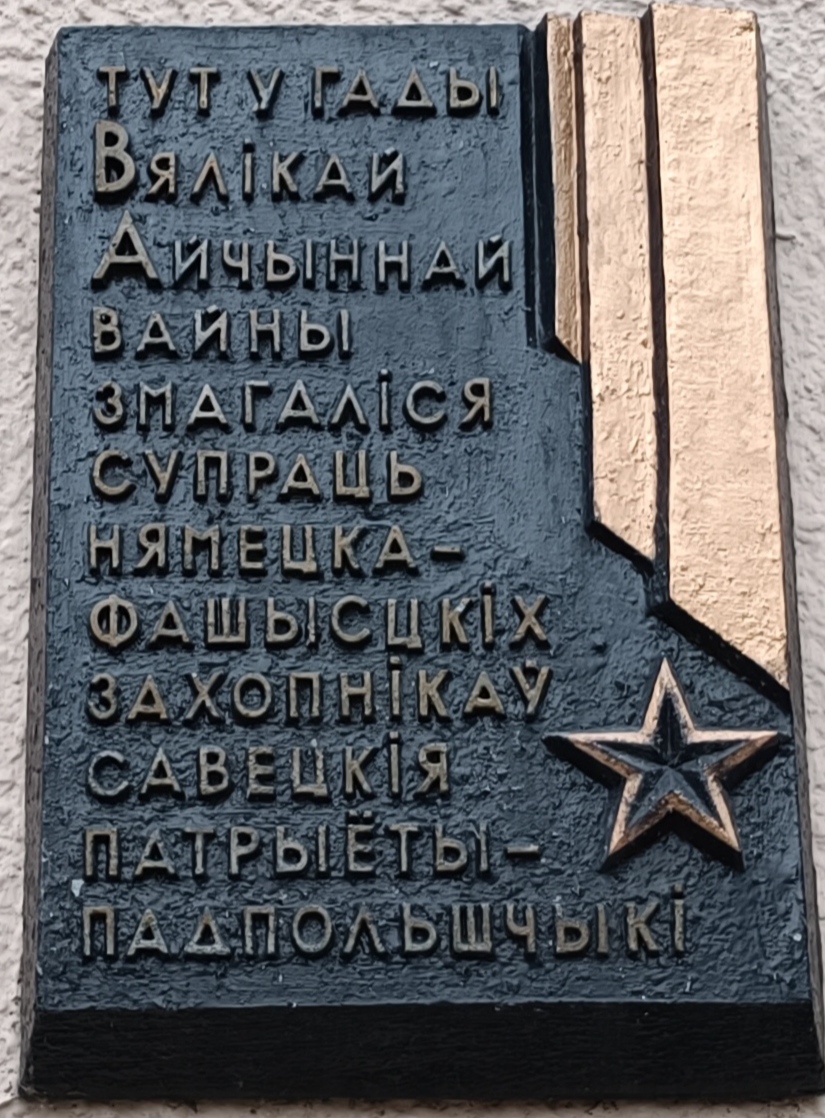 ТУТ У ГАДЫ
ВЯЛіКАЙ
АЙЧЫННАЙ
ВАЙНЫ
ЗМАГАЛіСЯ
СУПРАЦЬ
НЯМЕЦКА-
ФАШЫСЦКіХ
ЗАХОПНіКАЎ
САВЕЦКіЯ
ПАТРЫЁТЫ-
ПАДПОЛЬШЧЫКі